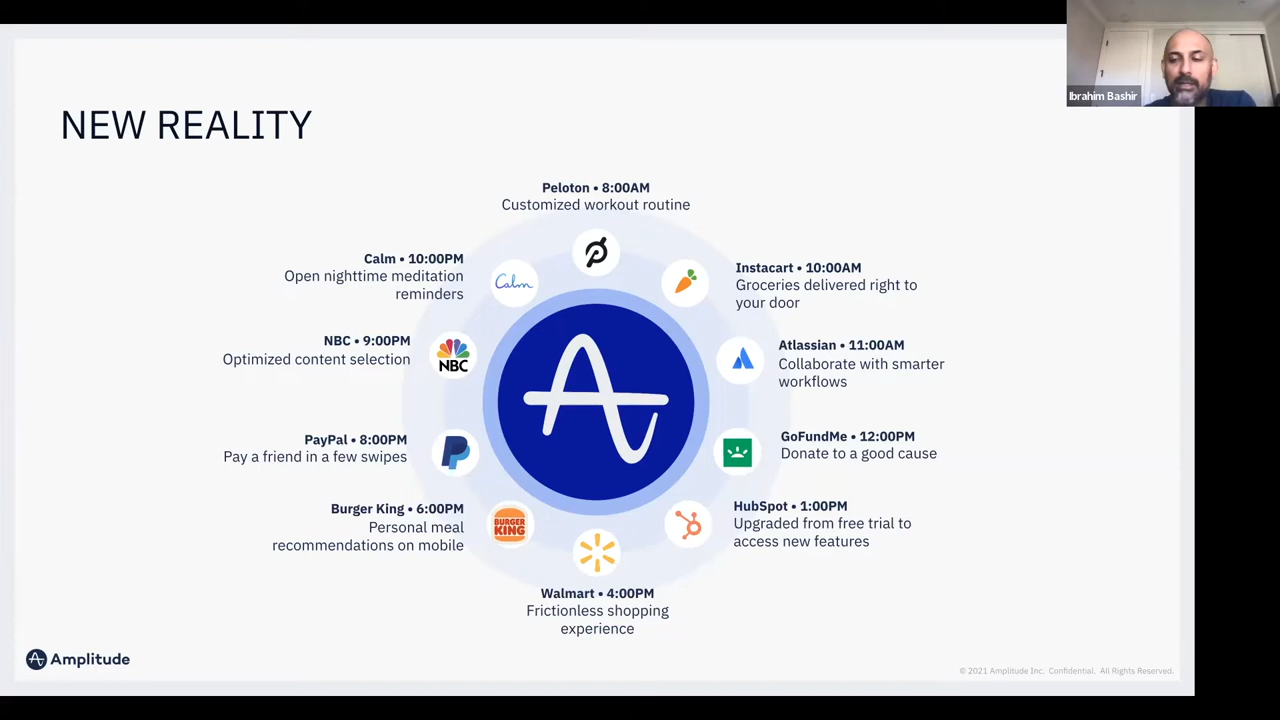 Ibrahim Bashir
NEW REALITY
Peloton • 8:00AM
Customized workout routine
Instacart • 10:00AM
Groceries delivered right to
your door
Atlassian • 11:00AM
Collaborate with smarter
workflows
GoFundMe • 12:00PM
Donate to a good cause
HubSpot • 1:00PM
Upgraded from free trial to
access new features
Walmart • 4:00PM
Frictionless shopping
experience
Burger King • 6:00PM
Personal meal
recommendations on mobile
BURGER
KING
PayPal • 8:00PM
Pay a friend in a few swipes
NBC • 9:00PM
Optimized content selection
NBC
Calm • 10:00PM
Open nighttime meditation
reminders
Calm
Amplitude
© 2021 Amplitude Inc. Confidential. All Rights Reserved.